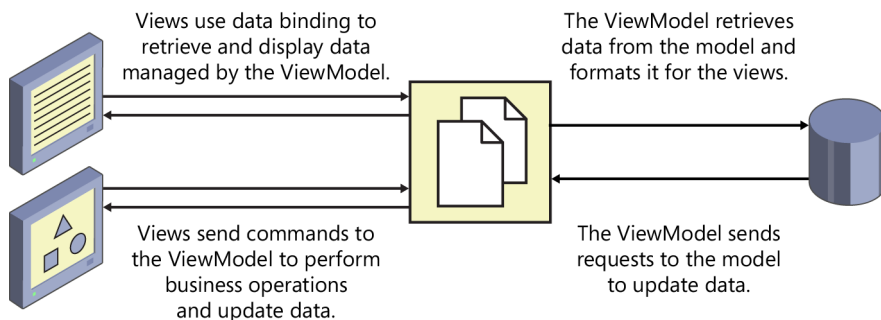 Views use data binding to
retrieve and display data
managed by the ViewModel.
The ViewModel retrieves
data from the model and
formats it for the views.
Views send commands to
the ViewModel to perform
business operations
and update data.
The ViewModel sends
requests to the model
to update data.